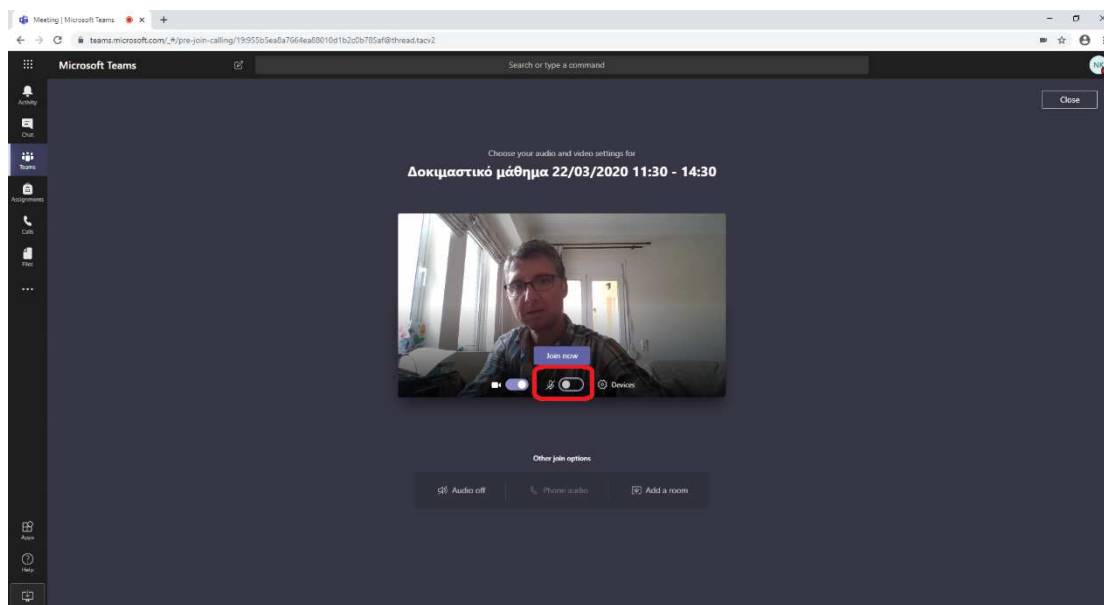 Meeting | Microsoft Teams
teams.microsoft.com/_#/pre-join-calling/19:955b5ea8a7664ea88010d1b2c0b785af@thread.tacv2
Microsoft Teams
Search or type a command
NK
Activity
Chat
Teams
Assignments
Calls
Files
Close
Choose your audio and video settings for
Δοκιμαστικό μάθημα 22/03/2020 11:30 - 14:30
Join now
Devices
Other join options
Audio off
Phone audio
Add a room
Apps
Help